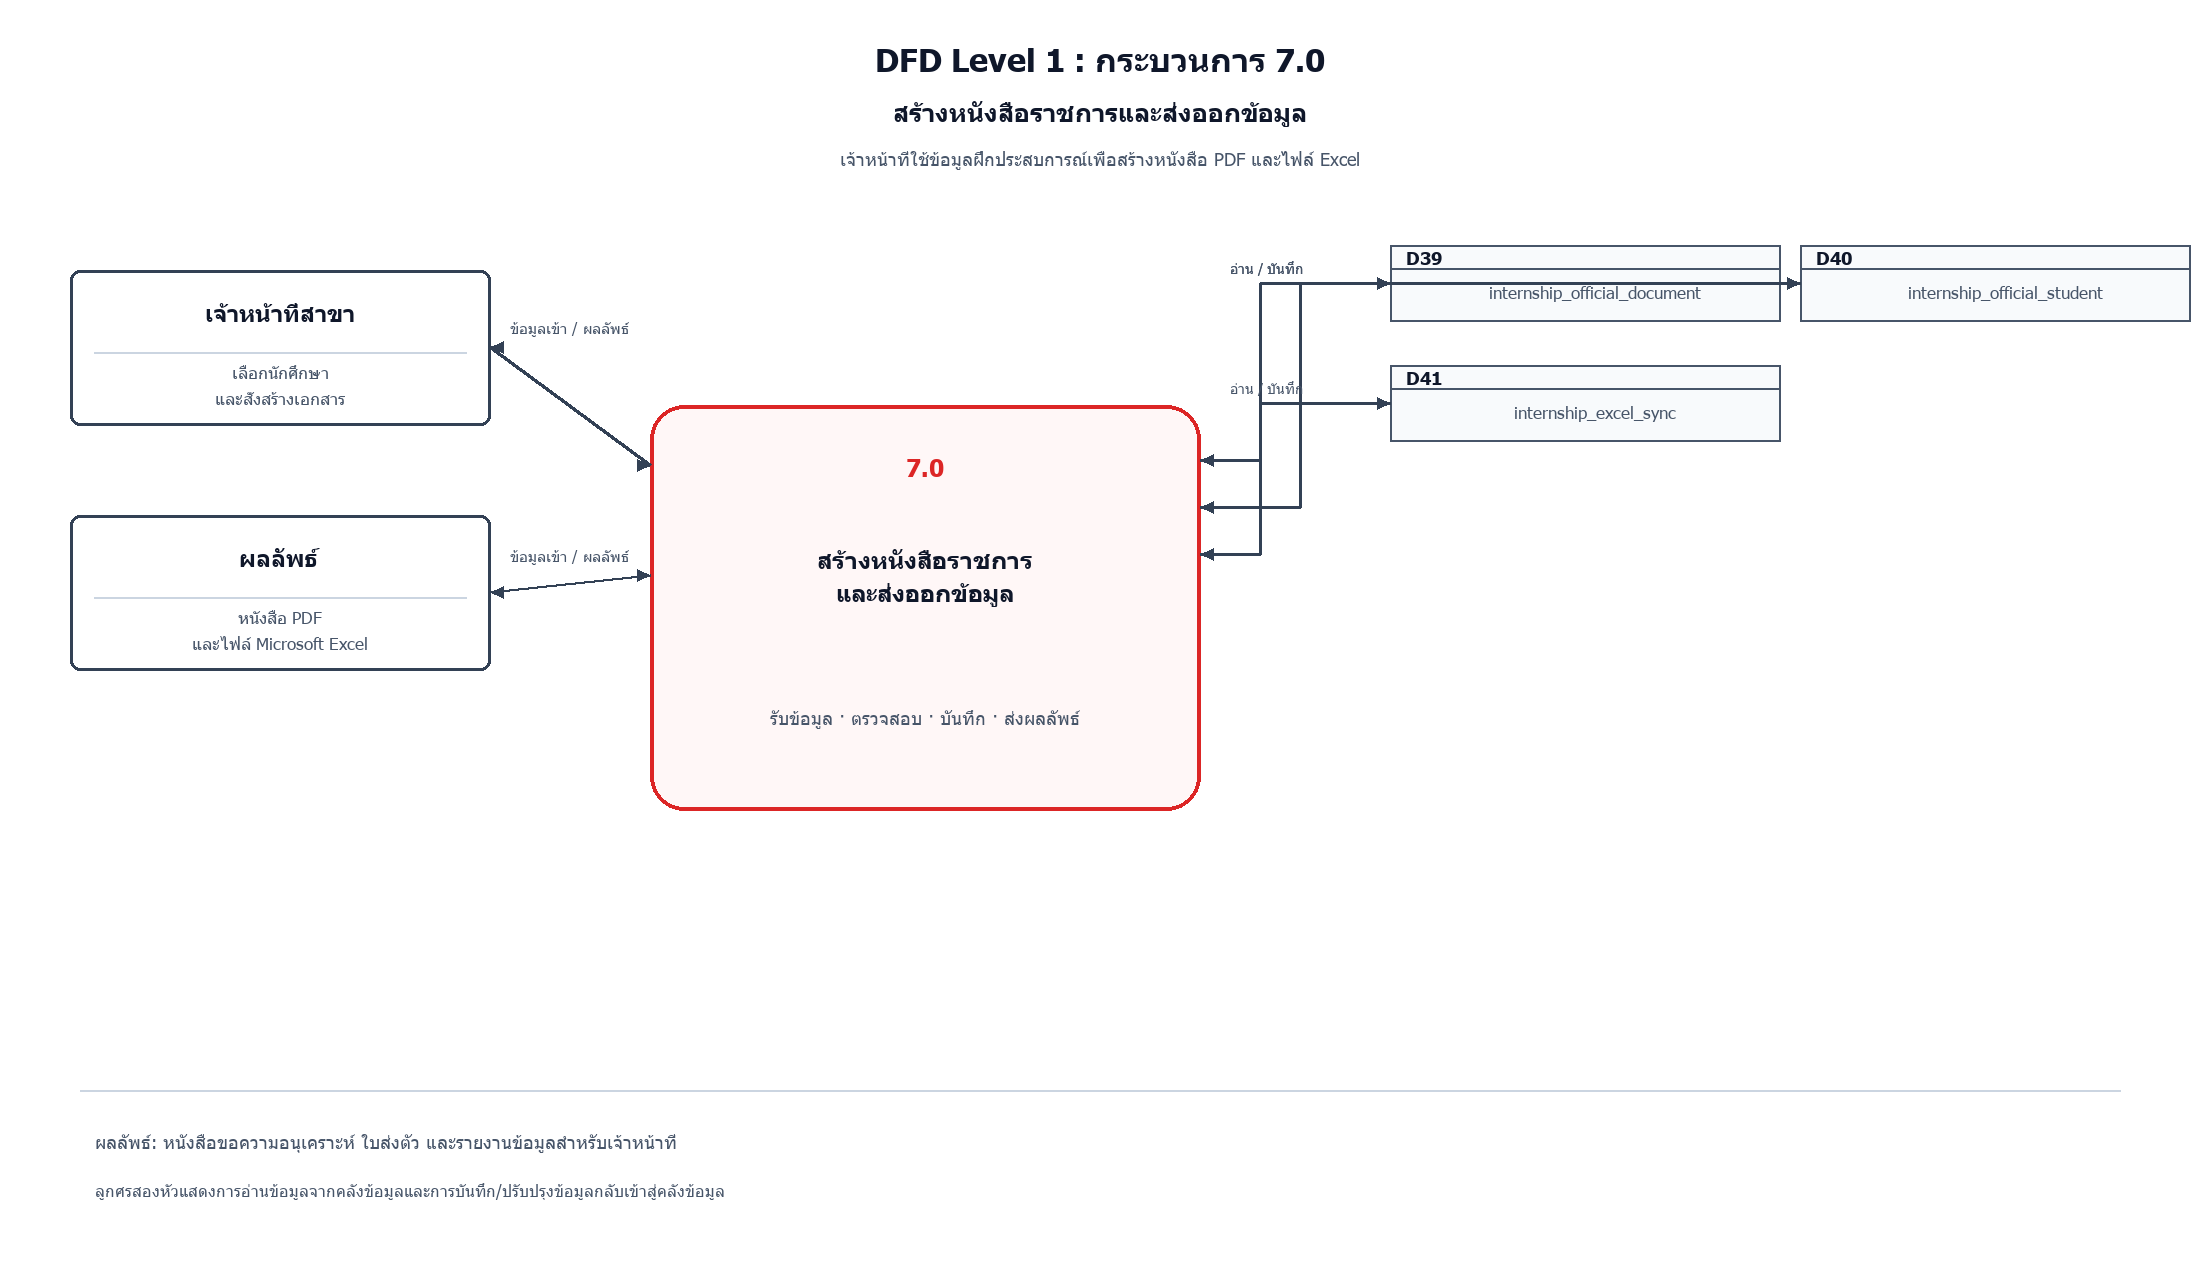 DFD Level 1 : กระบวนการ 7.0
สร้างหนังสือราชการและส่งออกข้อมูล
เจ้าหน้าที่ใช้ข้อมูลฝึกประสบการณ์เพื่อสร้างหนังสือ PDF และไฟล์ Excel
เจ้าหน้าที่สาขา
เลือกนักศึกษา
และสั่งสร้างเอกสาร
ข้อมูลเข้า / ผลลัพธ์
ผลลัพธ์
หนังสือ PDF
และไฟล์ Microsoft Excel
ข้อมูลเข้า / ผลลัพธ์
7.0
สร้างหนังสือราชการ
และส่งออกข้อมูล
รับข้อมูล · ตรวจสอบ · บันทึก · ส่งผลลัพธ์
อ่าน / บันทึก
D39
internship_official_document
D40
internship_official_student
อ่าน / บันทึก
D41
internship_excel_sync
ผลลัพธ์: หนังสือขอความอนุเคราะห์ ใบส่งตัว และรายงานข้อมูลสำหรับเจ้าหน้าที่
ลูกศรสองหัวแสดงการอ่านข้อมูลจากคลังข้อมูลและการบันทึก/ปรับปรุงข้อมูลกลับเข้าสู่คลังข้อมูล